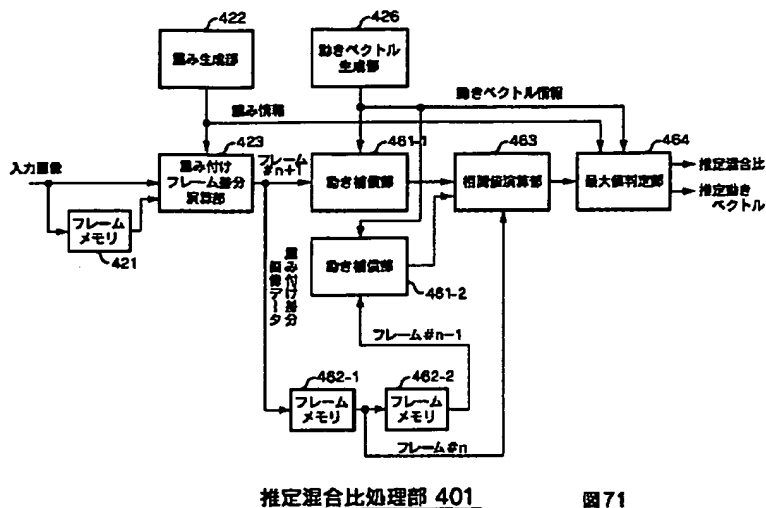 422
重み生成部
426
動きベクトル
生成部
動きベクトル情報
重み情報
入力画像
423
重み付け
フレーム差分
演算部
フレーム
#n+1
461-1
動き補償部
463
相関値演算部
464
最大値判定部
推定混合比
推定動き
ベクトル
フレーム
メモリ
421
重み付け差分
画像データ
動き補償部
461-2
フレーム#n-1
462-1
フレーム
メモリ
462-2
フレーム
メモリ
フレーム#n
推定混合比処理部 401
図71